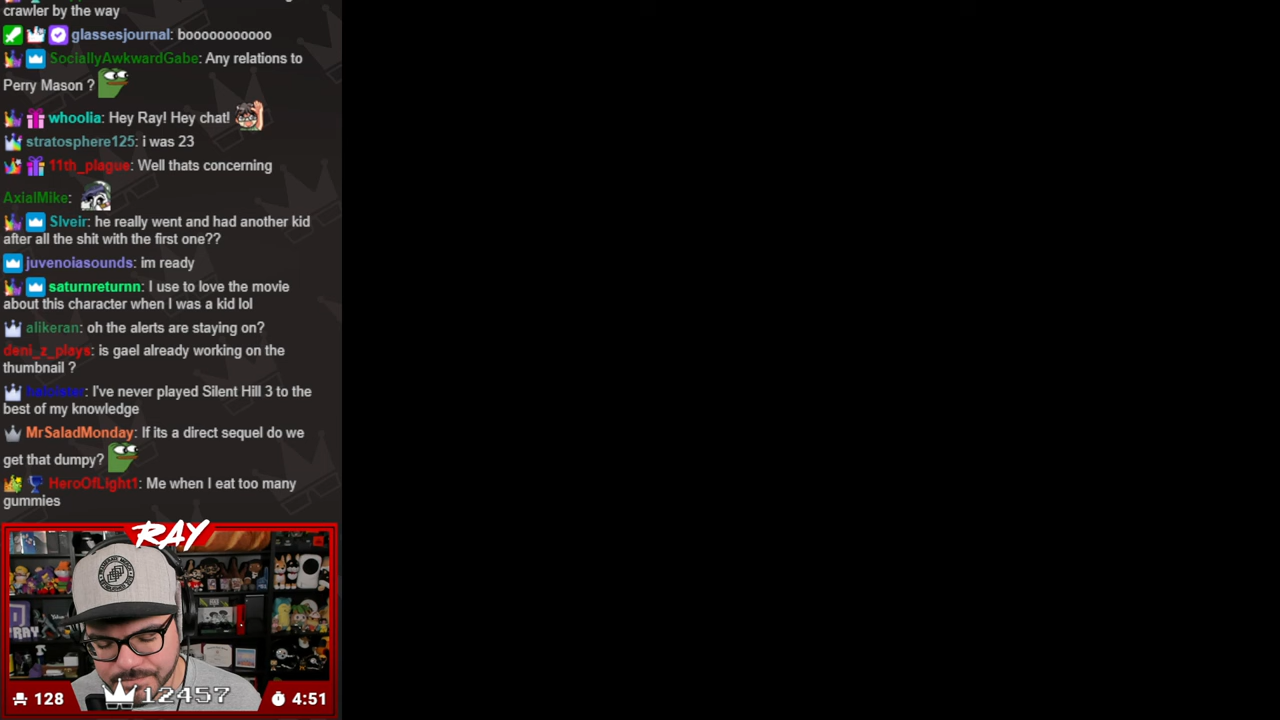 crawler by the way
glassesjournal: booooooooooo
SociallyAwkwardGabe: Any relations to
Perry Mason ?
whoolia: Hey Ray! Hey chat!
stratosphere125: i was 23
11th_plague: Well thats concerning
AxialMike:
Slveir: he really went and had another kid
after all the shit with the first one??
juvenoiasounds: im ready
saturnreturnn: I use to love the movie
about this character when I was a kid lol
alikeran: oh the alerts are staying on?
deni_z_plays: is gael already working on the
thumbnail ?
: I've never played Silent Hill 3 to the
best of my knowledge
MrSaladMonday: If its a direct sequel do we
get that dumpy?
HeroOfLight1: Me when I eat too many
gummies
RAY
128
12457
4:51